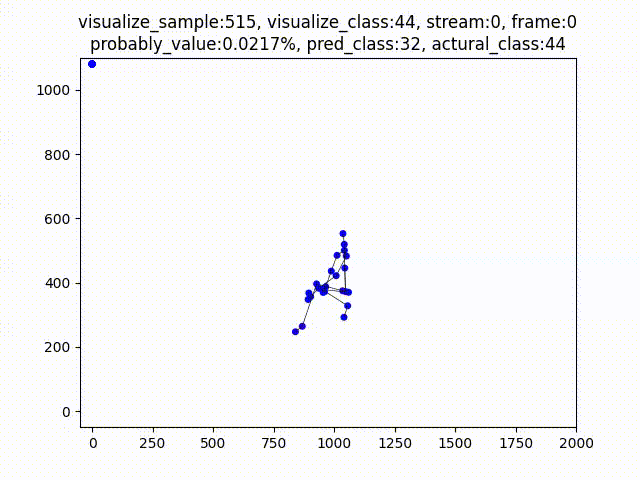 visualize_sample:515, visualize_class:44, stream:0, frame:0
probably_value:0.0217%, pred_class:32, actural_class:44
1000
800
600
400
200
0
0 250 500 750 1000 1250 1500 1750 2000